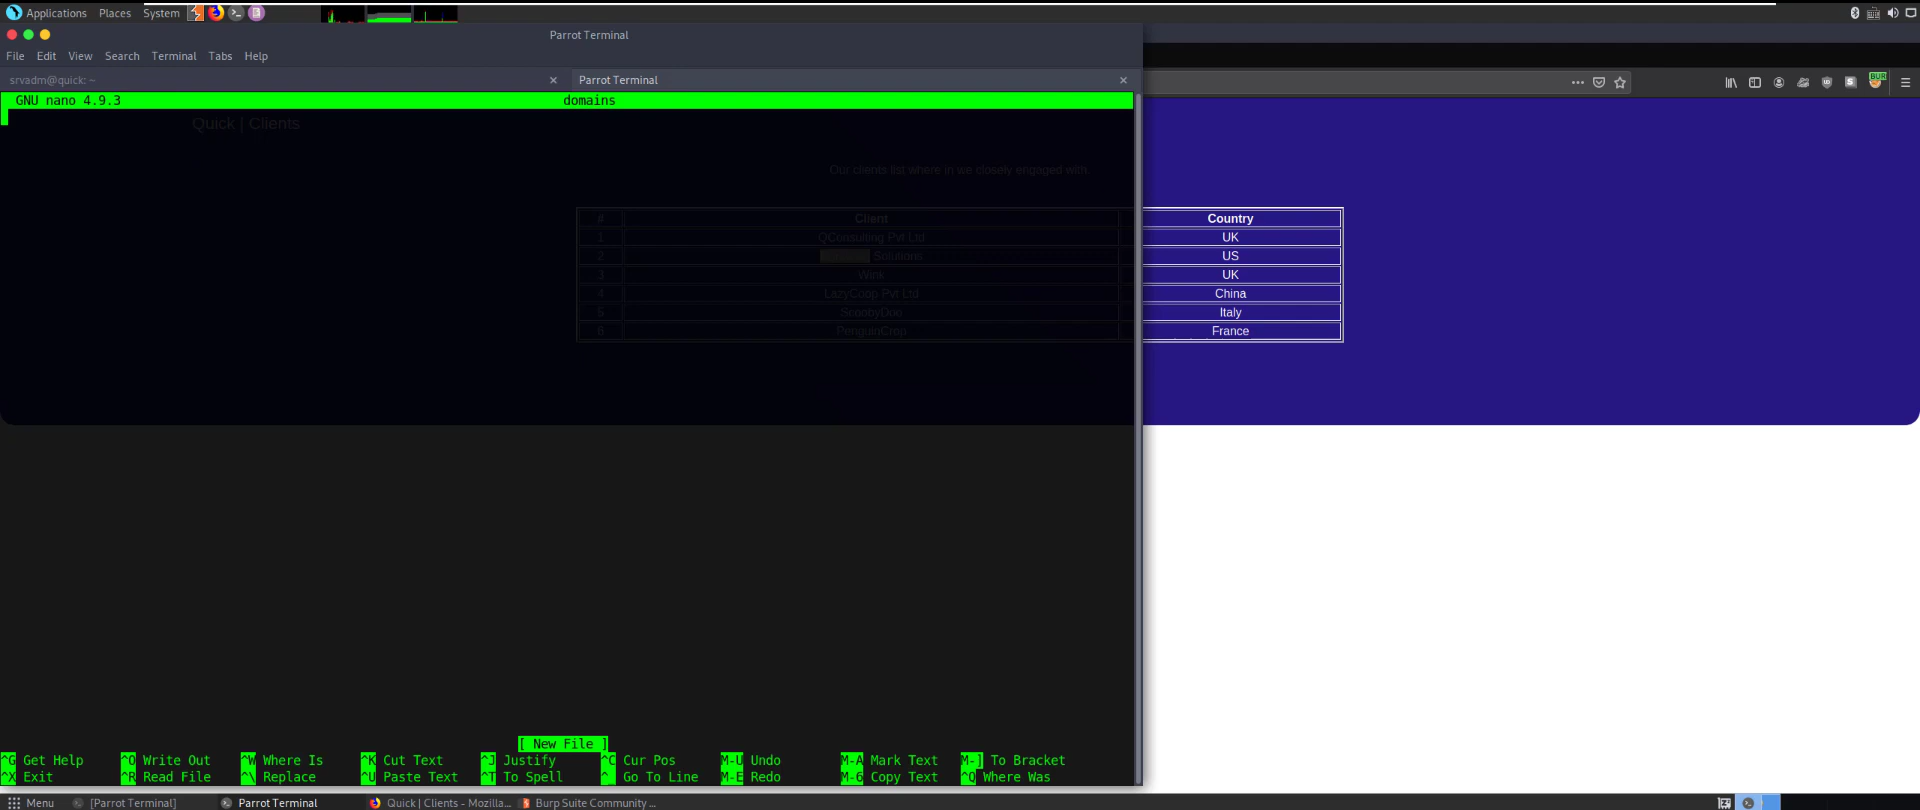 Applications Places System
Parrot Terminal
File Edit View Search Terminal Tabs Help
srvadm@quick: ~ × Parrot Terminal ×
BUR
GNU nano 4.9.3 domains
Quick | Clients
Our clients list where in we closely engaged with.
# Client Country
1 QConsulting Pvt Ltd UK
2 Solutions US
3 Wink UK
4 LazyCoop Pvt Ltd China
5 ScoobyDoo Italy
6 PenguinCrop France
[ New File ]
^G Get Help ^O Write Out ^W Where Is ^K Cut Text ^J Justify ^C Cur Pos M-U Undo M-A Mark Text M-] To Bracket
^X Exit ^R Read File ^\ Replace ^U Paste Text ^T To Spell ^_ Go To Line M-E Redo M-6 Copy Text ^Q Where Was
Menu [Parrot Terminal] Parrot Terminal Quick | Clients - Mozilla... Burp Suite Community ...